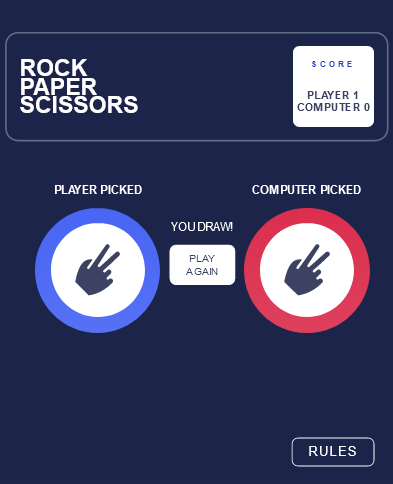 ROCK
PAPER
SCISSORS
SCORE
PLAYER 1
COMPUTER 0
PLAYER PICKED
COMPUTER PICKED
YOU DRAW!
PLAY
AGAIN
RULES